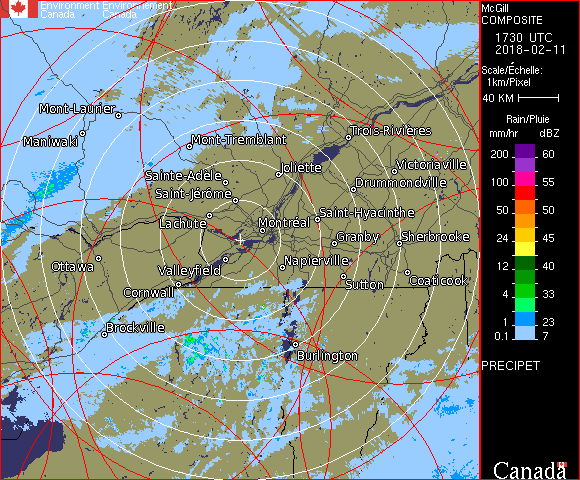 Environment Environnement
Canada Canada
McGill
COMPOSITE
1730 UTC
2018-02-11
Scale/Échelle:
1km/Pixel
40 KM
Rain/Pluie
mm/hr dBZ
200 60
100 55
50 50
24 45
12 40
4 33
1 23
0.1 7
PRECIPET
Canada
Mont-Laurier
Maniwaki
Mont-Tremblant
Trois-Rivières
Victoriaville
Joliette
Sainte-Adèle
Drummondville
Saint-Jérôme
Saint-Hyacinthe
Lachute
Montréal
Granby
Sherbrooke
Ottawa
Valleyfield
Napierville
Sutton
Coaticook
Cornwall
Brockville
Burlington